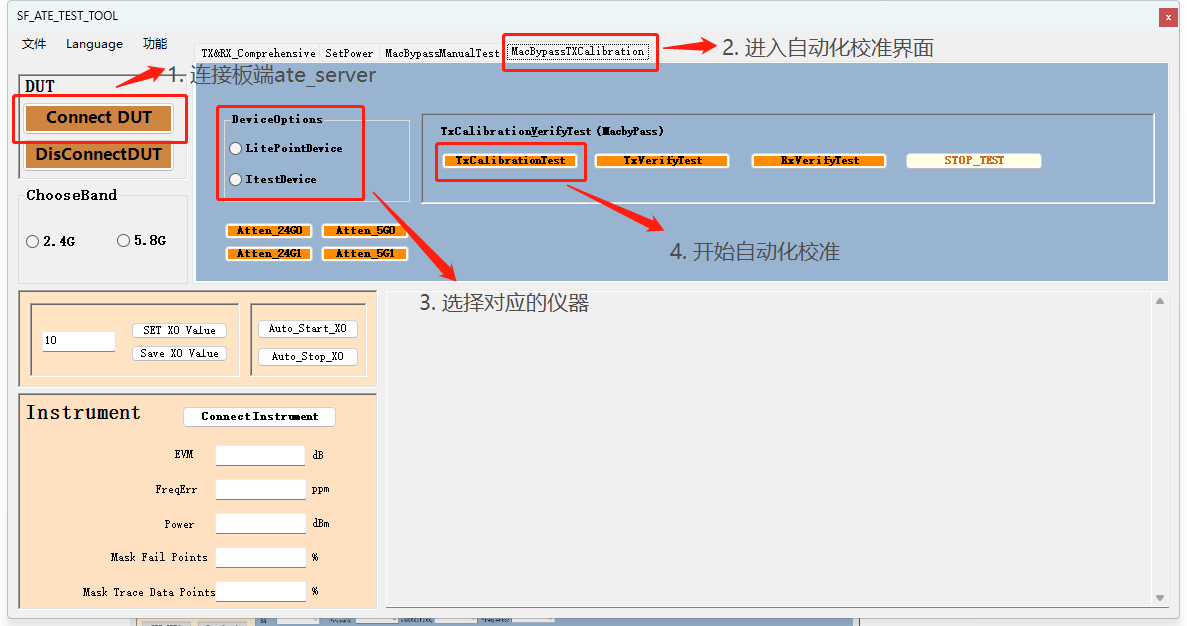 SF_ATE_TEST_TOOL
x
文件 Language 功能
TX&RX_Comprehensive SetPower MacBypassManualTest MacBypassTXCalibration
2. 进入自动化校准界面
1. 连接板端ate_server
DUT
Connect DUT
DisConnectDUT
DeviceOptions
LitePointDevice
ItestDevice
TxCalibrationVerifyTest (MacbyPass)
TxCalibrationTest TxVerifyTest RxVerifyTest STOP_TEST
ChooseBand
2.4G 5.8G
Atten_24G0 Atten_5G0
Atten_24G1 Atten_5G1
4. 开始自动化校准
3. 选择对应的仪器
10
SET XO Value
Save XO Value
Auto_Start_XO
Auto_Stop_XO
Instrument
ConnectInstrument
EVM dB
FreqErr ppm
Power dBm
Mask Fail Points %
Mask Trace Data Points %